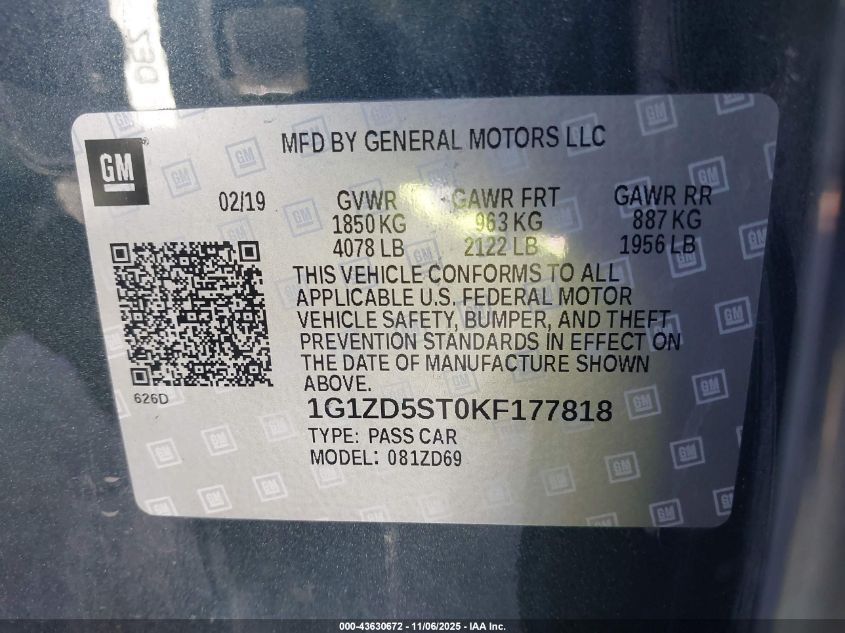 MFD BY GENERAL MOTORS LLC
GM
02/19 GVWR GAWR FRT GAWR RR
1850 KG 963 KG 887 KG
4078 LB 2122 LB 1956 LB
THIS VEHICLE CONFORMS TO ALL
APPLICABLE U.S. FEDERAL MOTOR
VEHICLE SAFETY, BUMPER, AND THEFT
PREVENTION STANDARDS IN EFFECT ON
THE DATE OF MANUFACTURE SHOWN
ABOVE.
626D
1G1ZD5ST0KF177818
TYPE: PASS CAR
MODEL: 081ZD69
000-43630672 - 11/06/2025 - IAA Inc.